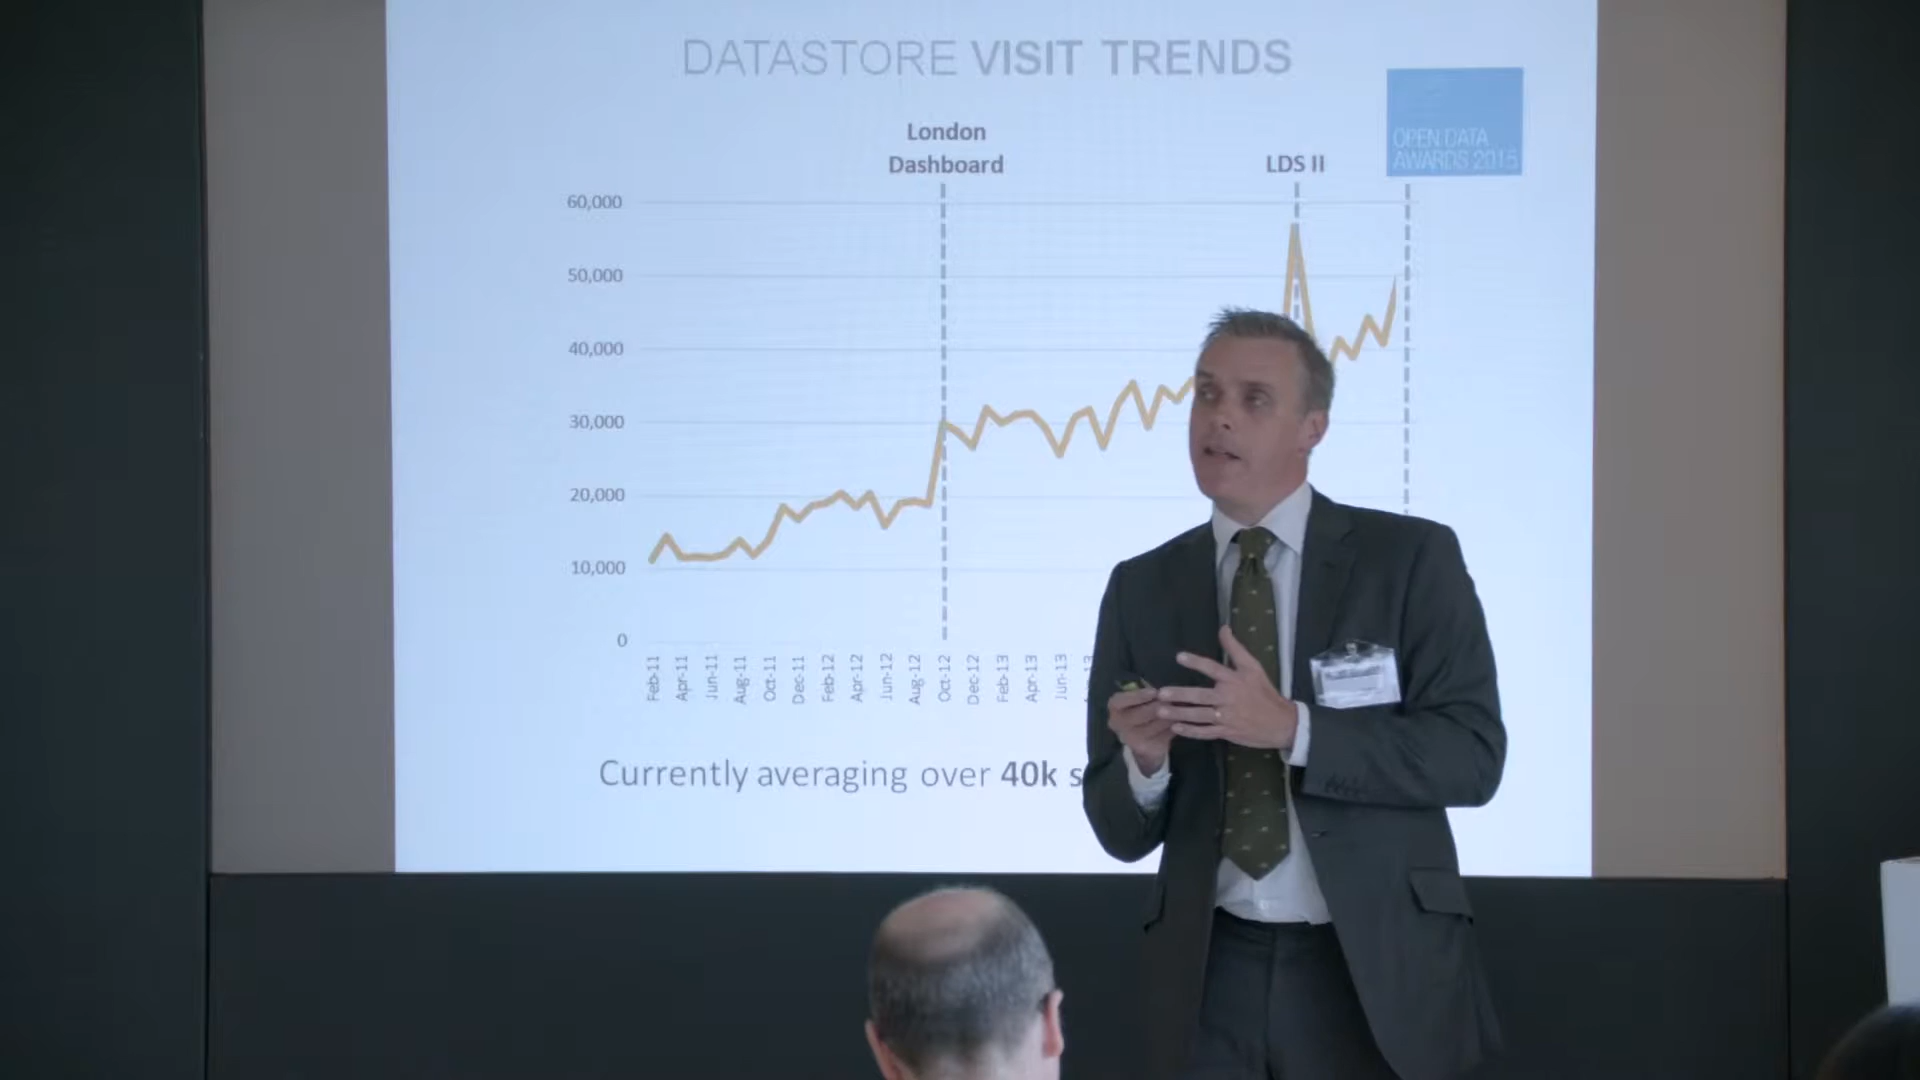 DATASTORE VISIT TRENDS
London
Dashboard
LDS II
OPEN DATA
AWARDS 2015
60,000
50,000
40,000
30,000
20,000
10,000
0
Feb-11
Apr-11
Jun-11
Aug-11
Oct-11
Dec-11
Feb-12
Apr-12
Jun-12
Aug-12
Oct-12
Dec-12
Feb-13
Apr-13
Jun-13
Currently averaging over 40k s